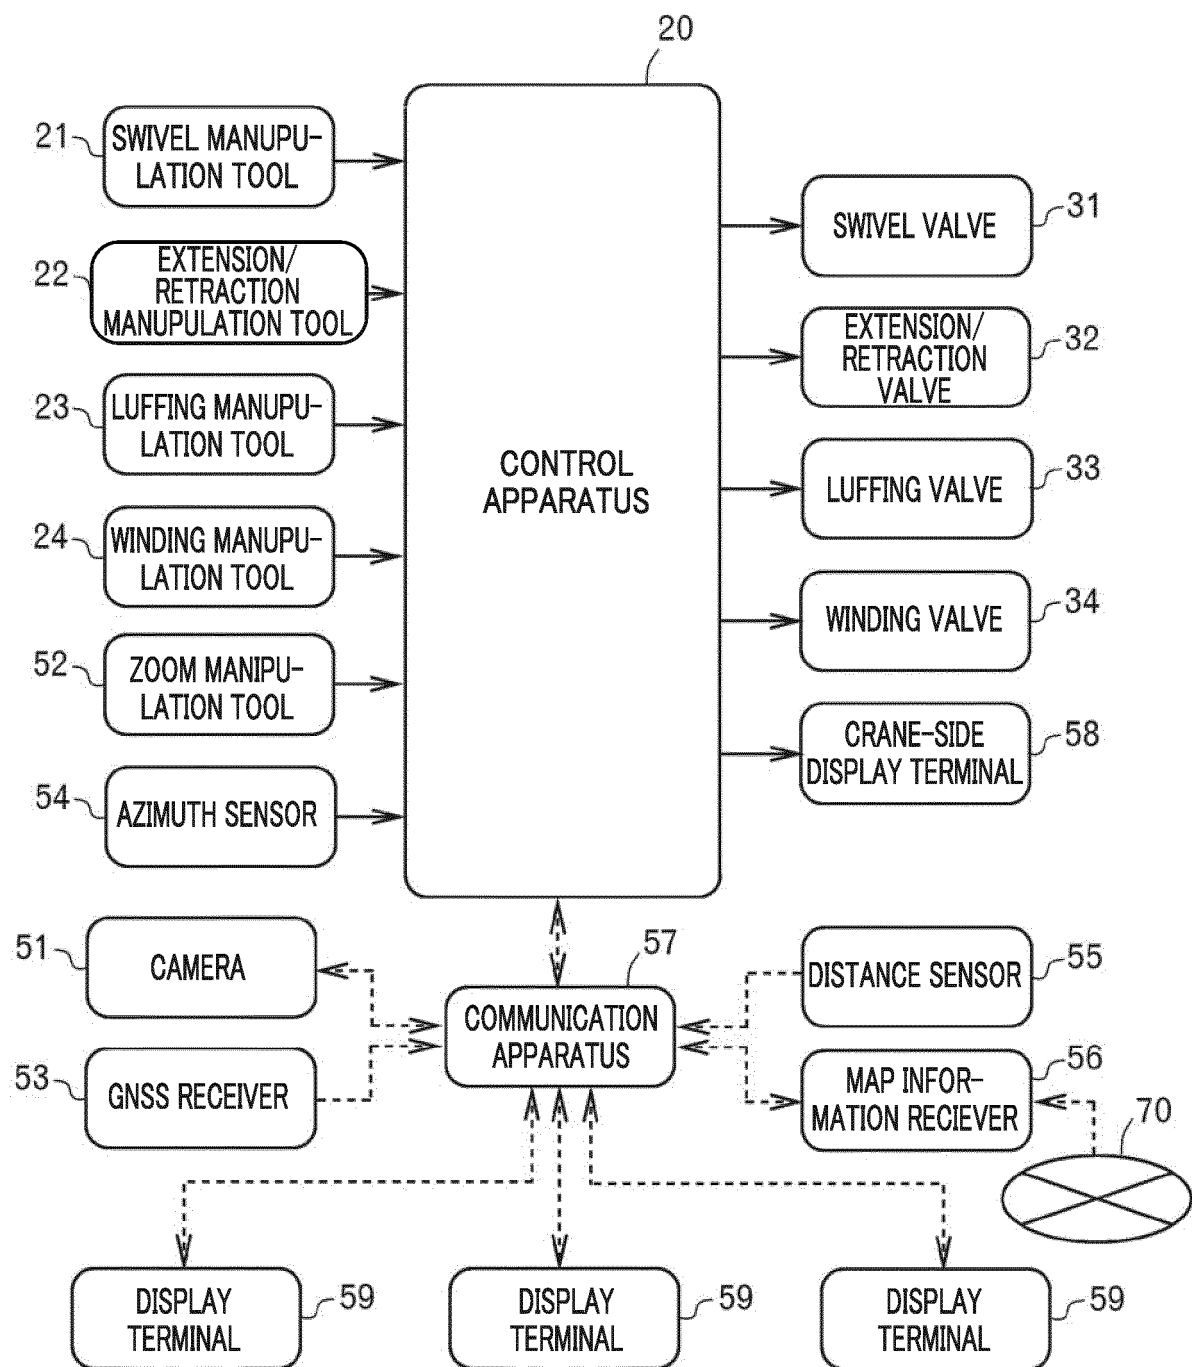 20
21
SWIVEL MANUPU-
LATION TOOL
22
EXTENSION/
RETRACTION
MANUPULATION TOOL
23
LUFFING MANUPU-
LATION TOOL
24
WINDING MANUPU-
LATION TOOL
52
ZOOM MANIPU-
LATION TOOL
54
AZIMUTH SENSOR
CONTROL
APPARATUS
SWIVEL VALVE
31
EXTENSION/
RETRACTION
VALVE
32
LUFFING VALVE
33
WINDING VALVE
34
CRANE-SIDE
DISPLAY TERMINAL
58
51
CAMERA
53
GNSS RECEIVER
57
COMMUNICATION
APPARATUS
DISTANCE SENSOR
55
MAP INFOR-
MATION RECIEVER
56
70
DISPLAY
TERMINAL
59
DISPLAY
TERMINAL
59
DISPLAY
TERMINAL
59